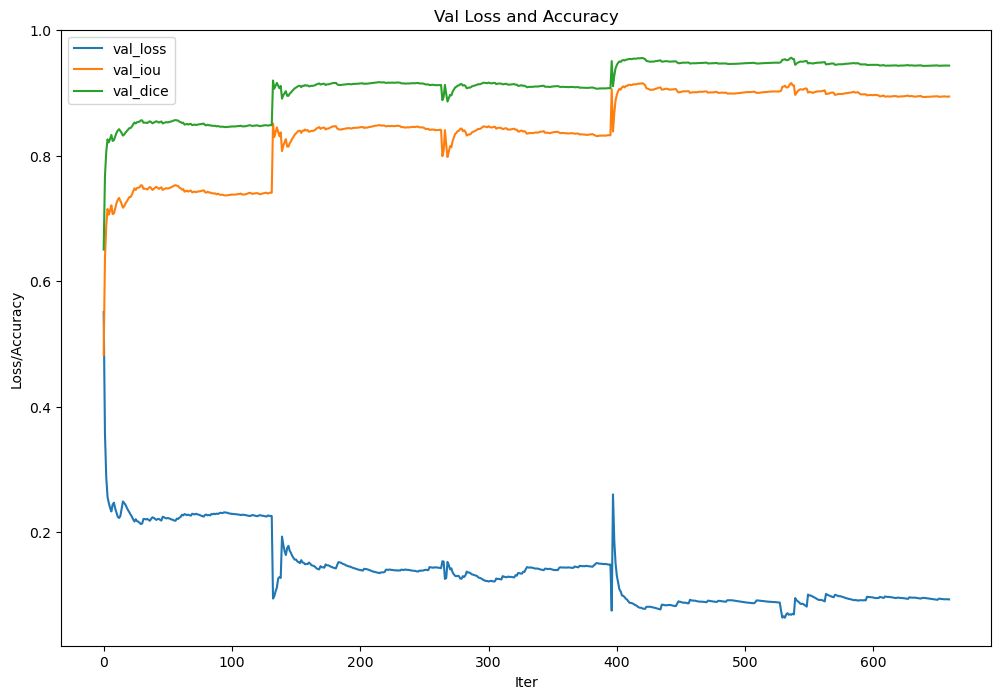 Val Loss and Accuracy
val_loss
val_iou
val_dice
1.0
0.8
0.6
0.4
0.2
Loss/Accuracy
0 100 200 300 400 500 600
Iter